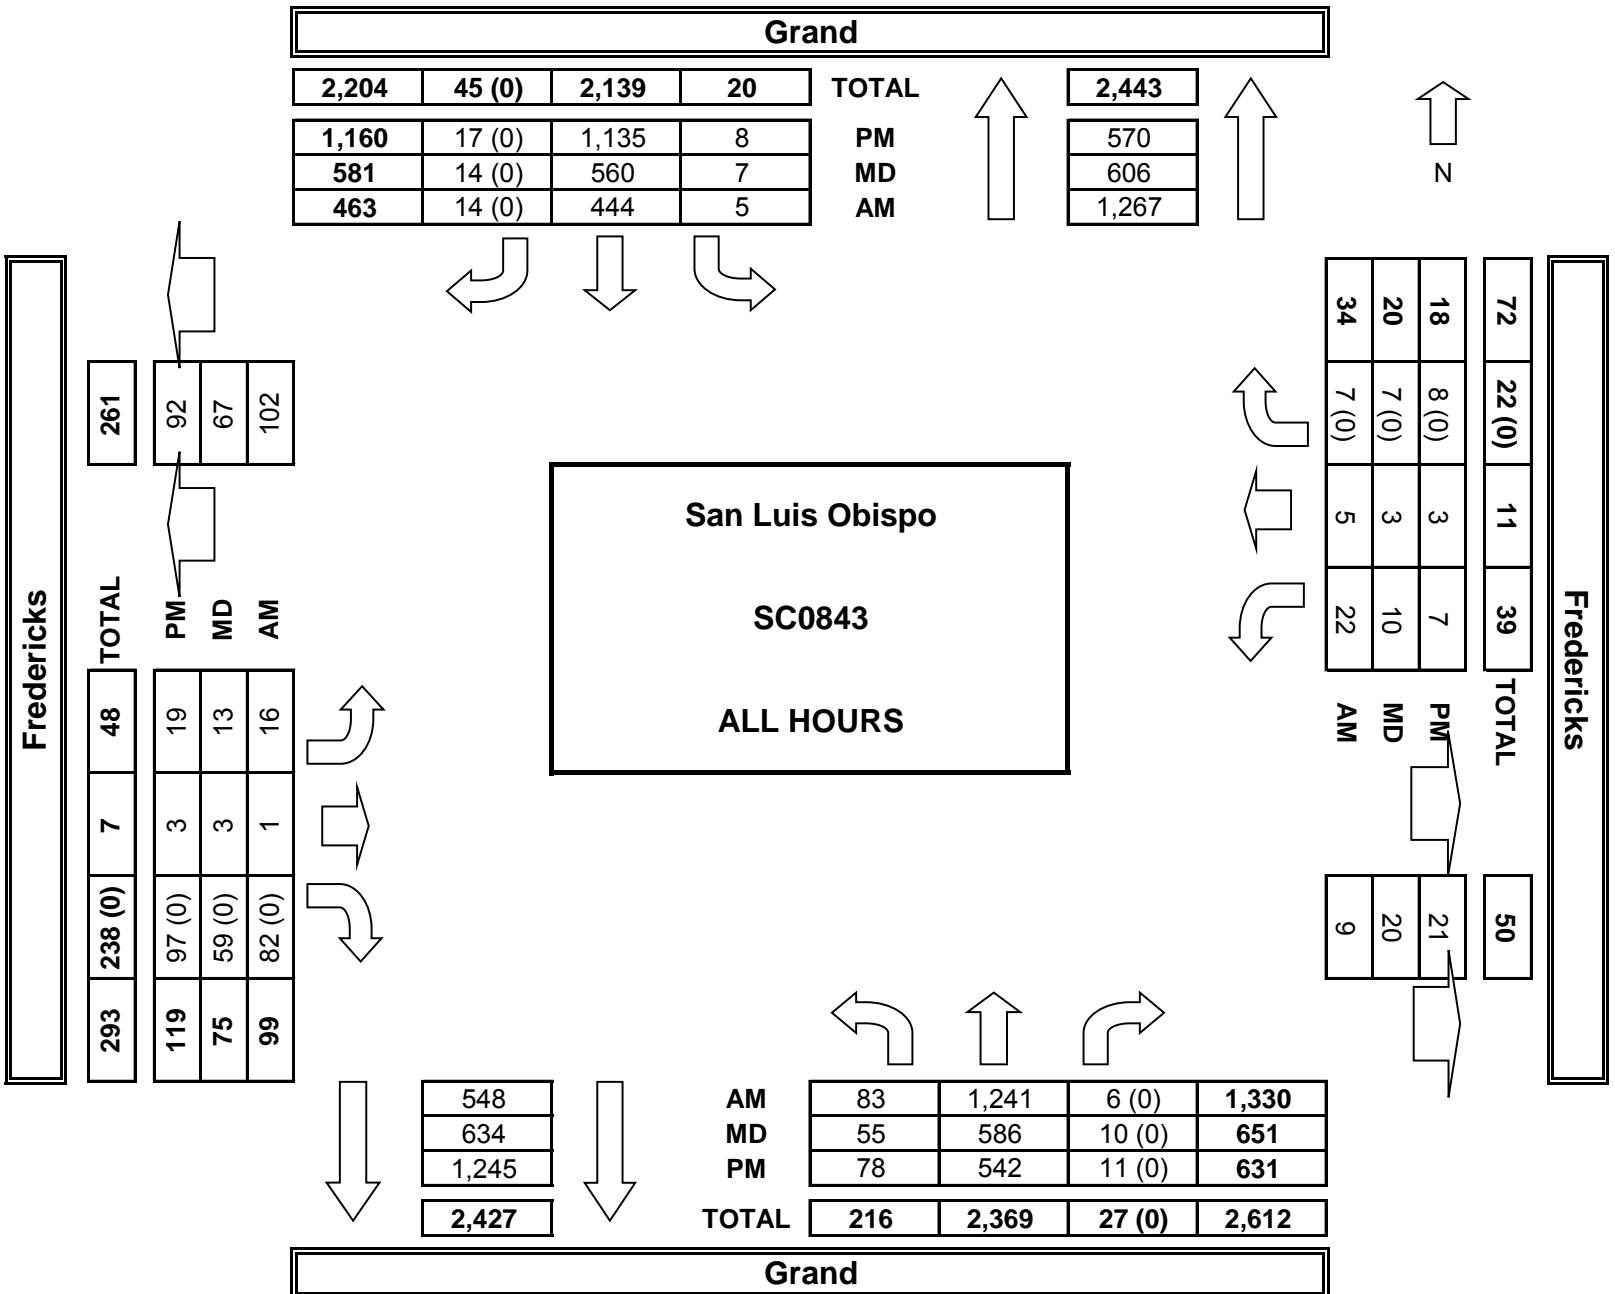 Grand
2,204 45 (0) 2,139 20 TOTAL 2,443
1,160 17 (0) 1,135 8 PM 570
581 14 (0) 560 7 MD 606
463 14 (0) 444 5 AM 1,267
N
Fredericks
261 92 67 102
TOTAL PM MD AM
48 19 13 16
7 3 3 1
238 (0) 97 (0) 59 (0) 82 (0)
293 119 75 99
San Luis Obispo
SC0843
ALL HOURS
34 20 18 72
7 (0) 7 (0) 8 (0) 22 (0)
5 3 3 11
22 10 7 39
AM MD PM TOTAL
9 20 21 50
Fredericks
548 AM 83 1,241 6 (0) 1,330
634 MD 55 586 10 (0) 651
1,245 PM 78 542 11 (0) 631
2,427 TOTAL 216 2,369 27 (0) 2,612
Grand